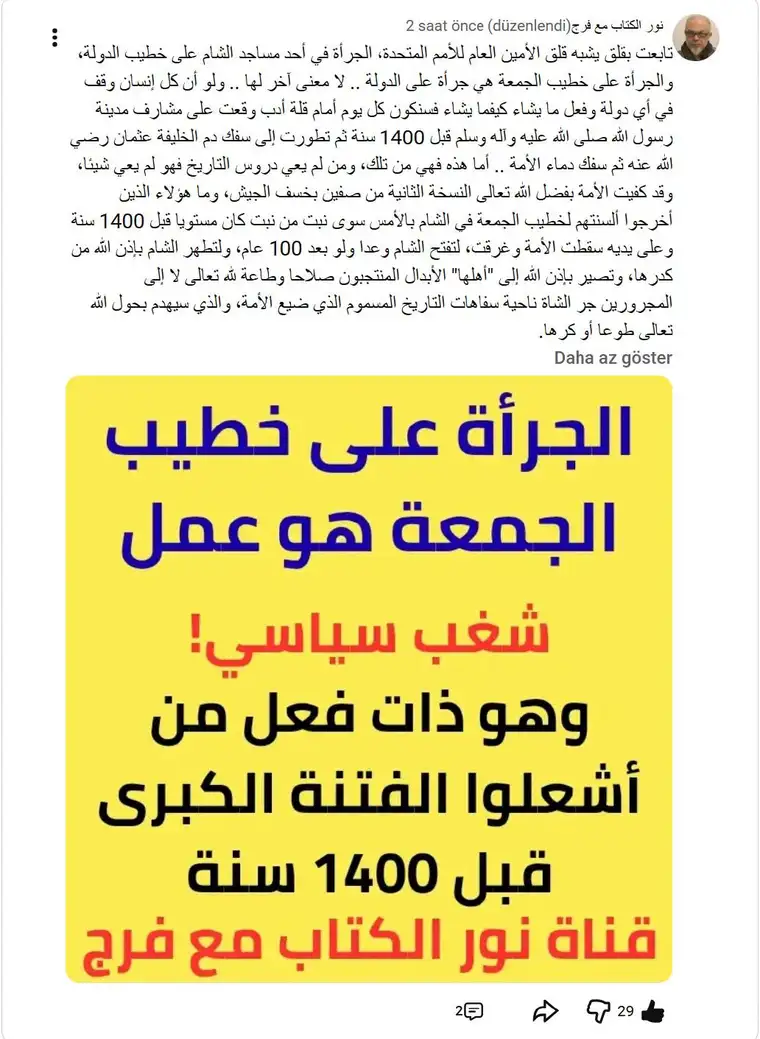 نور الكتاب مع فرج 2 saat önce (düzenlendi)
تابعت بقلق يشبه قلق الأمين العام للأمم المتحدة، الجرأة في أحد مساجد الشام على خطيب الدولة،
والجرأة على خطيب الجمعة هي جرأة على الدولة .. لا معنى آخر لها .. ولو أن كل إنسان وقف
في أي دولة وفعل ما يشاء كيفما يشاء فسنكون كل يوم أمام قلة أدب وقعت على مشارف مدينة
رسول الله صلى الله عليه وآله وسلم قبل 1400 سنة ثم تطورت إلى سفك دم الخليفة عثمان رضي
الله عنه ثم سفك دماء الأمة .. أما هذه فهي من تلك، ومن لم يعي دروس التاريخ فهو لم يعي شيئا،
وقد كفيت الأمة بفضل الله تعالى النسخة الثانية من صفين بخسف الجيش، وما هؤلاء الذين
أخرجوا ألسنتهم لخطيب الجمعة في الشام بالأمس سوى نبت من نبت كان مستويا قبل 1400 سنة
وعلى يديه سقطت الأمة وغرقت، لتفتح الشام وعدا ولو بعد 100 عام، ولتطهر الشام بإذن الله من
كدرها، وتصير بإذن الله إلى "أهلها" الأبدال المنتجبون صلاحا وطاعة لله تعالى لا إلى
المجرورين جر الشاة ناحية سفاهات التاريخ المسموم الذي ضيع الأمة، والذي سيهدم بحول الله
تعالى طوعا أو كرها.
Daha az göster
الجرأة على خطيب
الجمعة هو عمل
شغب سياسي!
وهو ذات فعل من
أشعلوا الفتنة الكبرى
قبل 1400 سنة
قناة نور الكتاب مع فرج
29
2